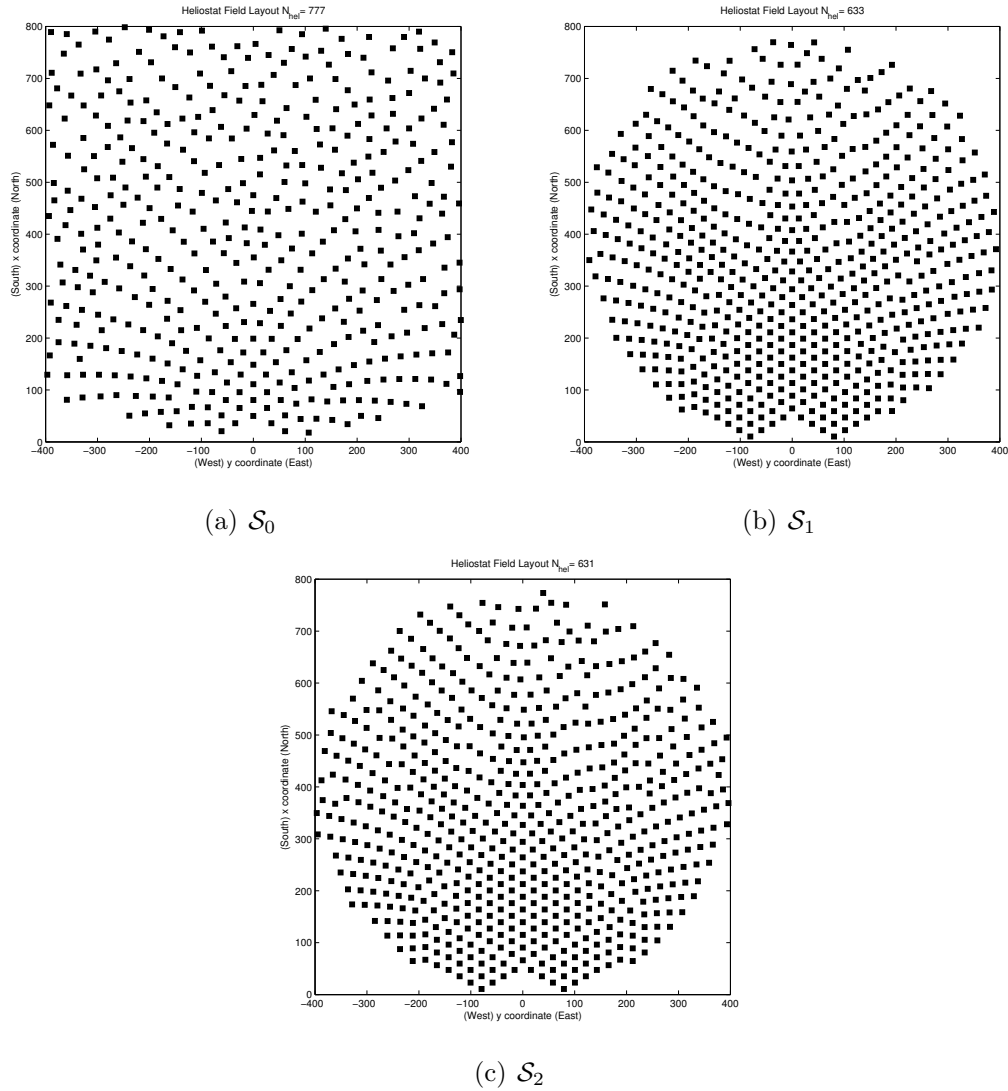 Heliostat Field Layout N_hel= 777
800
700
600
500
400
300
200
100
0
(South) x coordinate (North)
−400 −300 −200 −100 0 100 200 300 400
(West) y coordinate (East)
(a) S_0
Heliostat Field Layout N_hel= 633
800
700
600
500
400
300
200
100
0
(South) x coordinate (North)
−400 −300 −200 −100 0 100 200 300 400
(West) y coordinate (East)
(b) S_1
Heliostat Field Layout N_hel= 631
800
700
600
500
400
300
200
100
0
(South) x coordinate (North)
−400 −300 −200 −100 0 100 200 300 400
(West) y coordinate (East)
(c) S_2